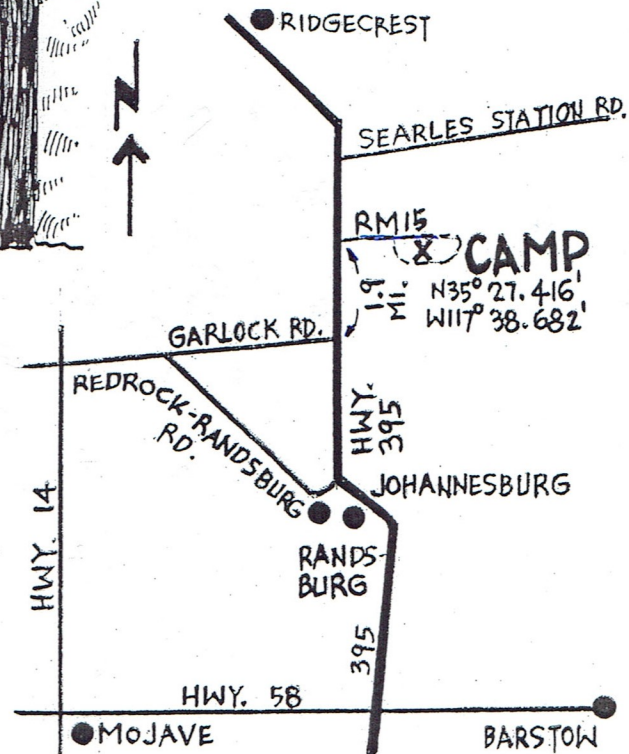 RIDGECREST
N
SEARLES STATION RD.
RM15
X CAMP
1.9
MI.
N35° 27.416'
W117° 38.682'
GARLOCK RD.
REDROCK-RANDSBURG
RD.
HWY.
395
JOHANNESBURG
RANDS-
BURG
HWY. 14
395
HWY. 58
MOJAVE
BARSTOW